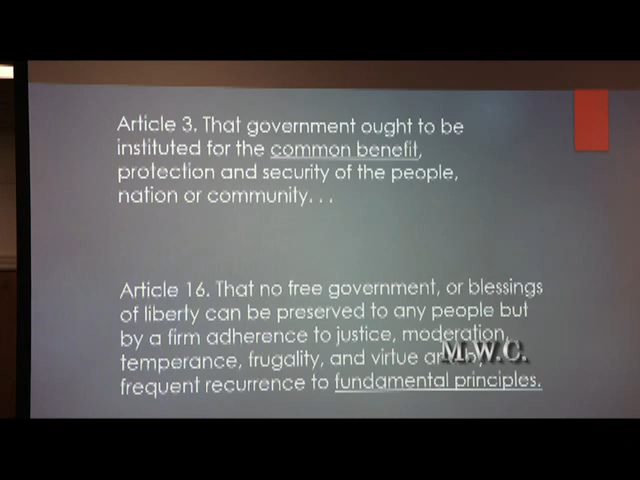 Article 3. That government ought to be
instituted for the common benefit,
protection and security of the people,
nation or community. . .
Article 16. That no free government, or blessings
of liberty can be preserved to any people but
by a firm adherence to justice, moderation,
temperance, frugality, and virtue
M.W.C.
frequent recurrence to fundamental principles.